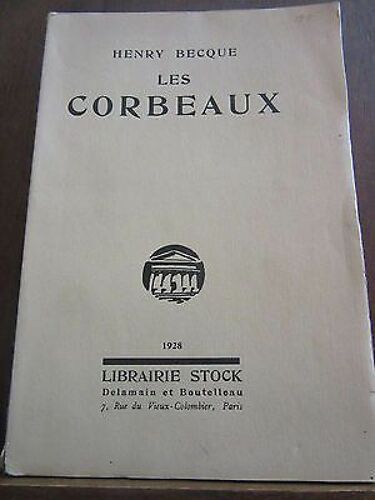 HENRY BECQUE
LES
CORBEAUX
1928
LIBRAIRIE STOCK
Delamain et Boutelleau
7, Rue du Vieux-Colombier, Paris